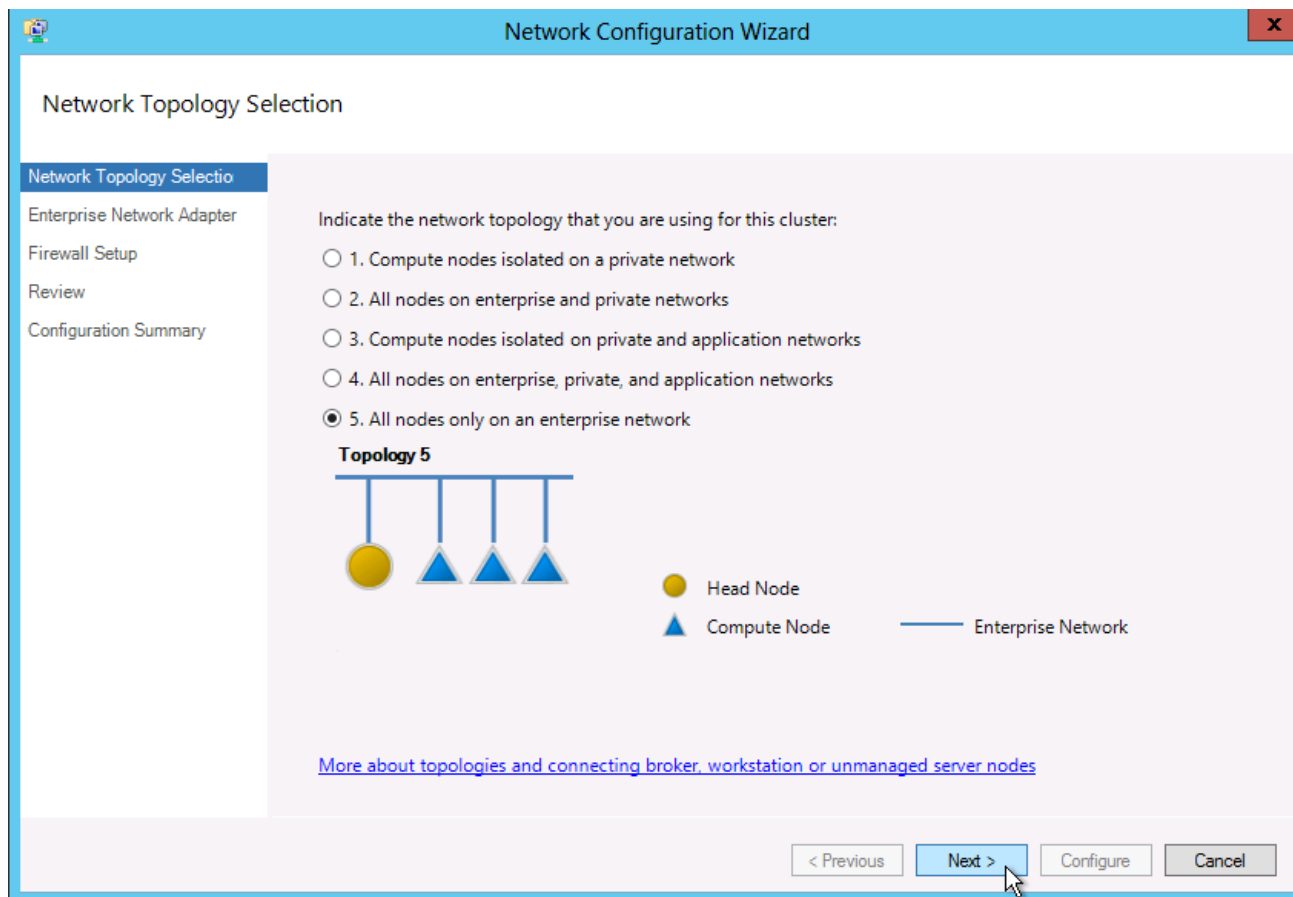 Network Configuration Wizard
x
Network Topology Selection
Network Topology Selectio
Enterprise Network Adapter
Firewall Setup
Review
Configuration Summary
Indicate the network topology that you are using for this cluster:
1. Compute nodes isolated on a private network
2. All nodes on enterprise and private networks
3. Compute nodes isolated on private and application networks
4. All nodes on enterprise, private, and application networks
5. All nodes only on an enterprise network
Topology 5
Head Node
Compute Node
Enterprise Network
More about topologies and connecting broker, workstation or unmanaged server nodes
< Previous
Next >
Configure
Cancel